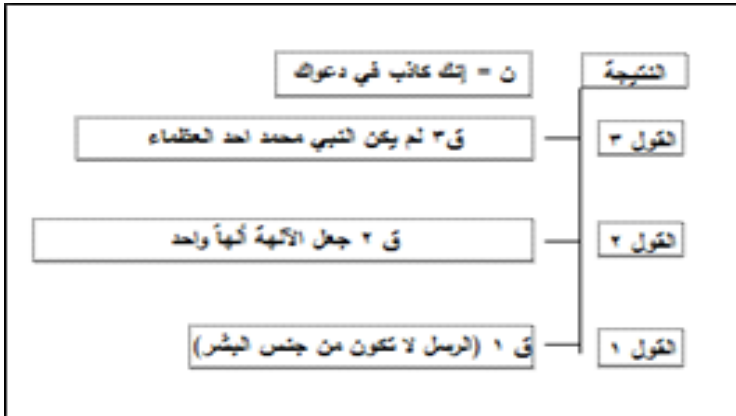 النتيجة
ن = إنك كاذب في دعواك
القول ٣
ق٣ لم يكن النبي محمد احد العظماء
القول ٢
ق ٢ جعل الآلهة ألهاً واحد
القول ١
ق ١ (الرسل لا تكون من جنس البشر)